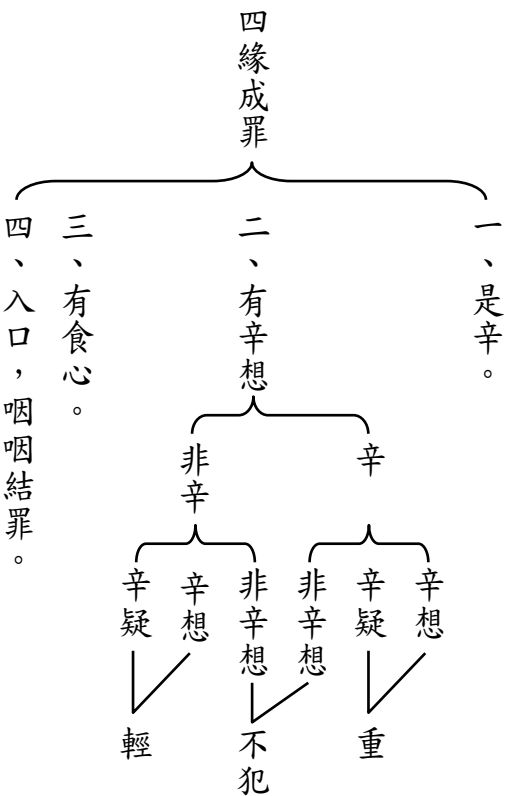 四緣成罪
一、是辛。
二、有辛想
辛
辛想
辛疑
非辛想
非辛
非辛想
辛想
辛疑
重
不犯
輕
三、有食心。
四、入口，咽咽結罪。